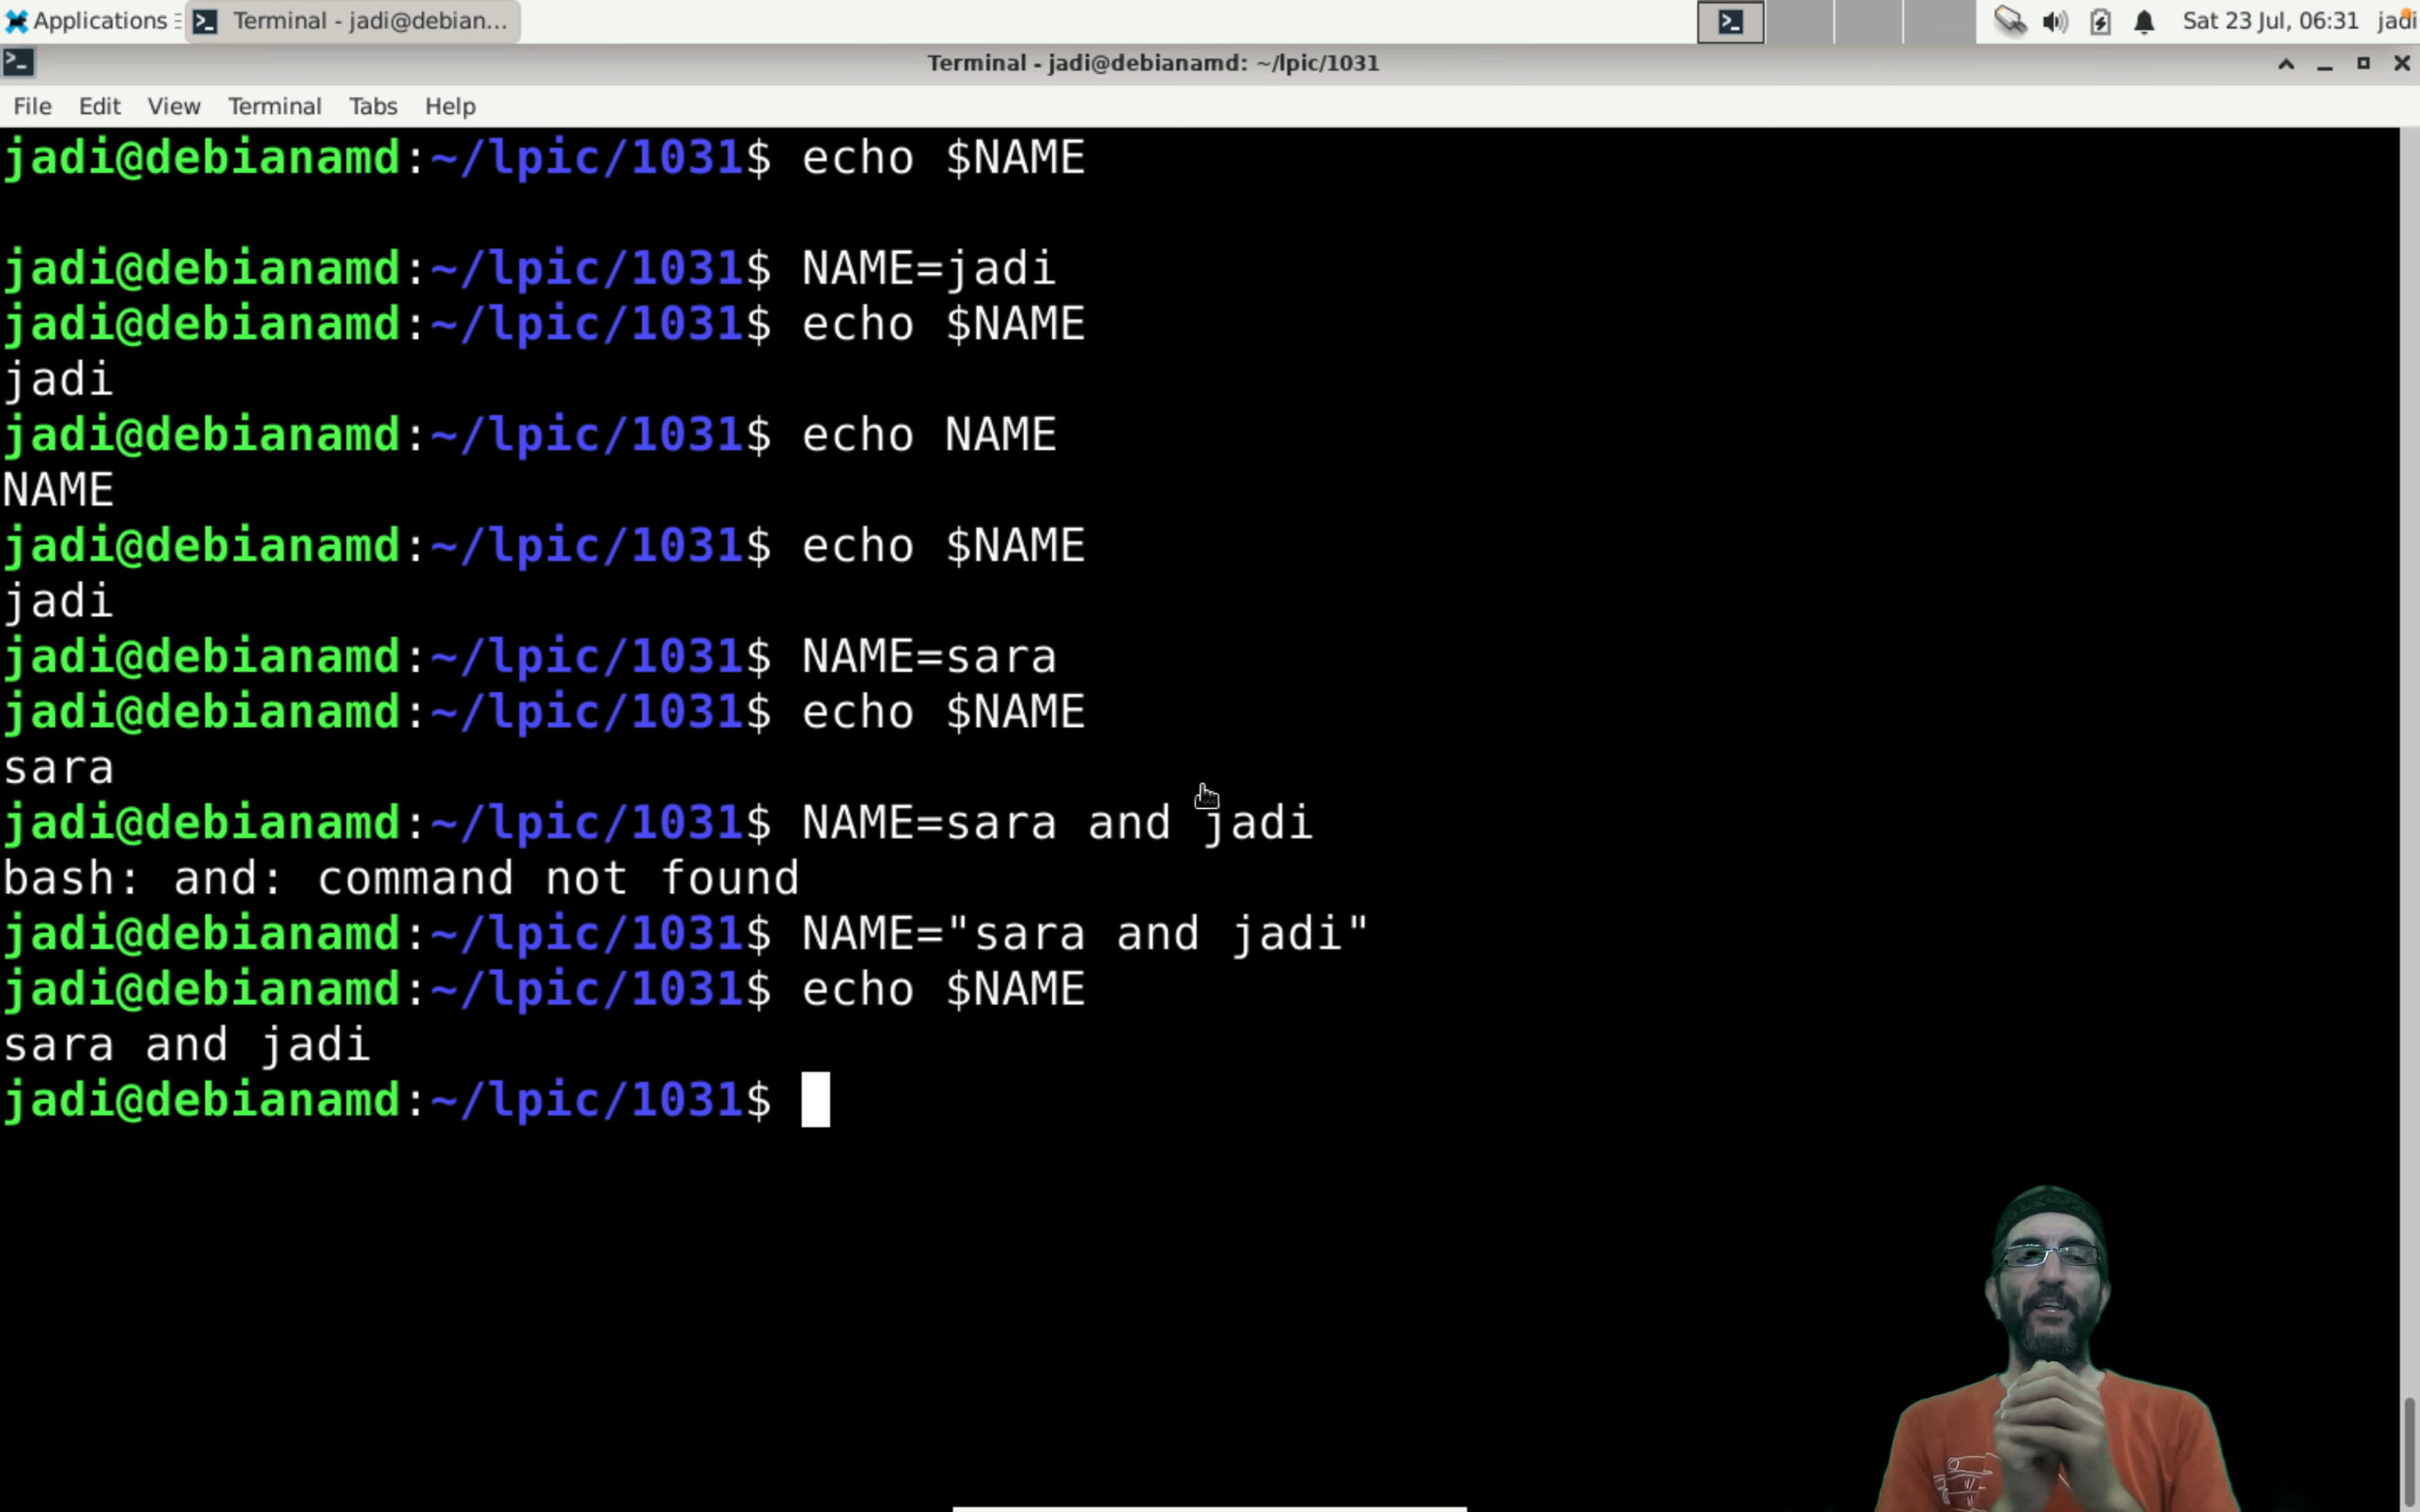 Applications Terminal - jadi@debian... Sat 23 Jul, 06:31 jadi
Terminal - jadi@debianamd: ~/lpic/1031
File Edit View Terminal Tabs Help
jadi@debianamd:~/lpic/1031$ echo $NAME
jadi@debianamd:~/lpic/1031$ NAME=jadi
jadi@debianamd:~/lpic/1031$ echo $NAME
jadi
jadi@debianamd:~/lpic/1031$ echo NAME
NAME
jadi@debianamd:~/lpic/1031$ echo $NAME
jadi
jadi@debianamd:~/lpic/1031$ NAME=sara
jadi@debianamd:~/lpic/1031$ echo $NAME
sara
jadi@debianamd:~/lpic/1031$ NAME=sara and jadi
bash: and: command not found
jadi@debianamd:~/lpic/1031$ NAME="sara and jadi"
jadi@debianamd:~/lpic/1031$ echo $NAME
sara and jadi
jadi@debianamd:~/lpic/1031$